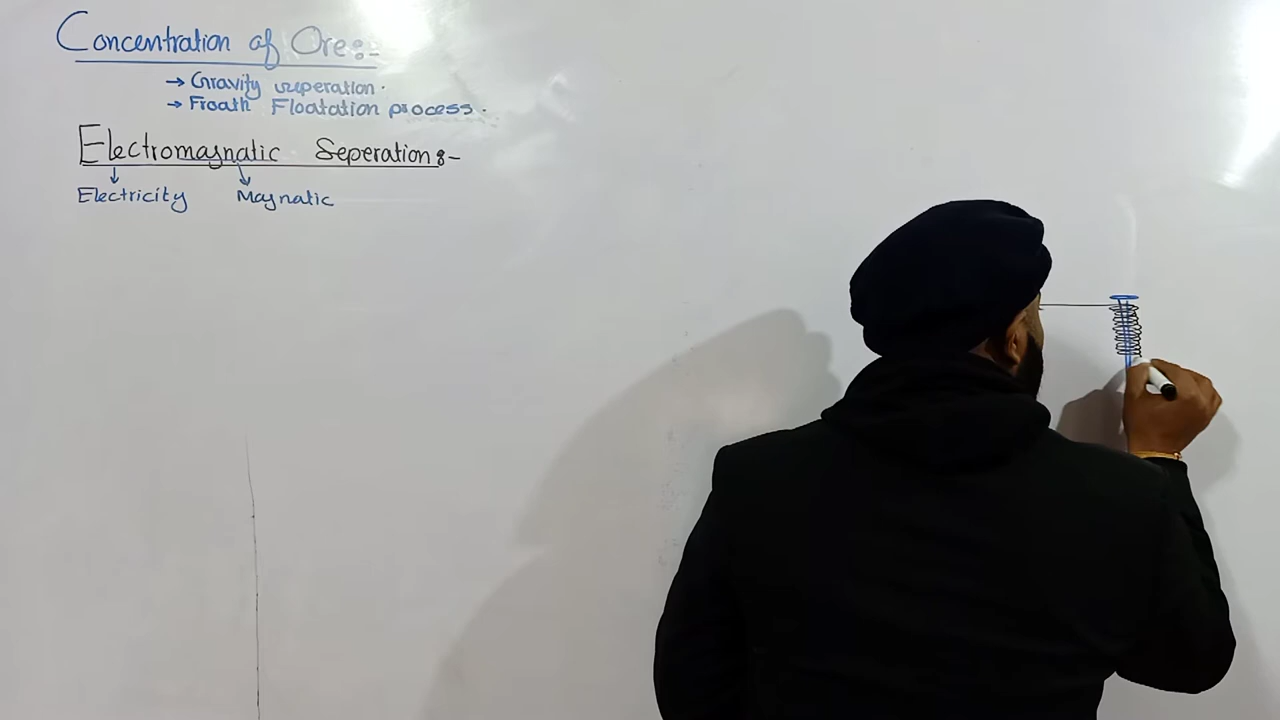 Concentration of Ore:-
→ Gravity seperation.
→ Froath Floatation process.
Electromagnatic Seperation:-
Electricity Magnatic